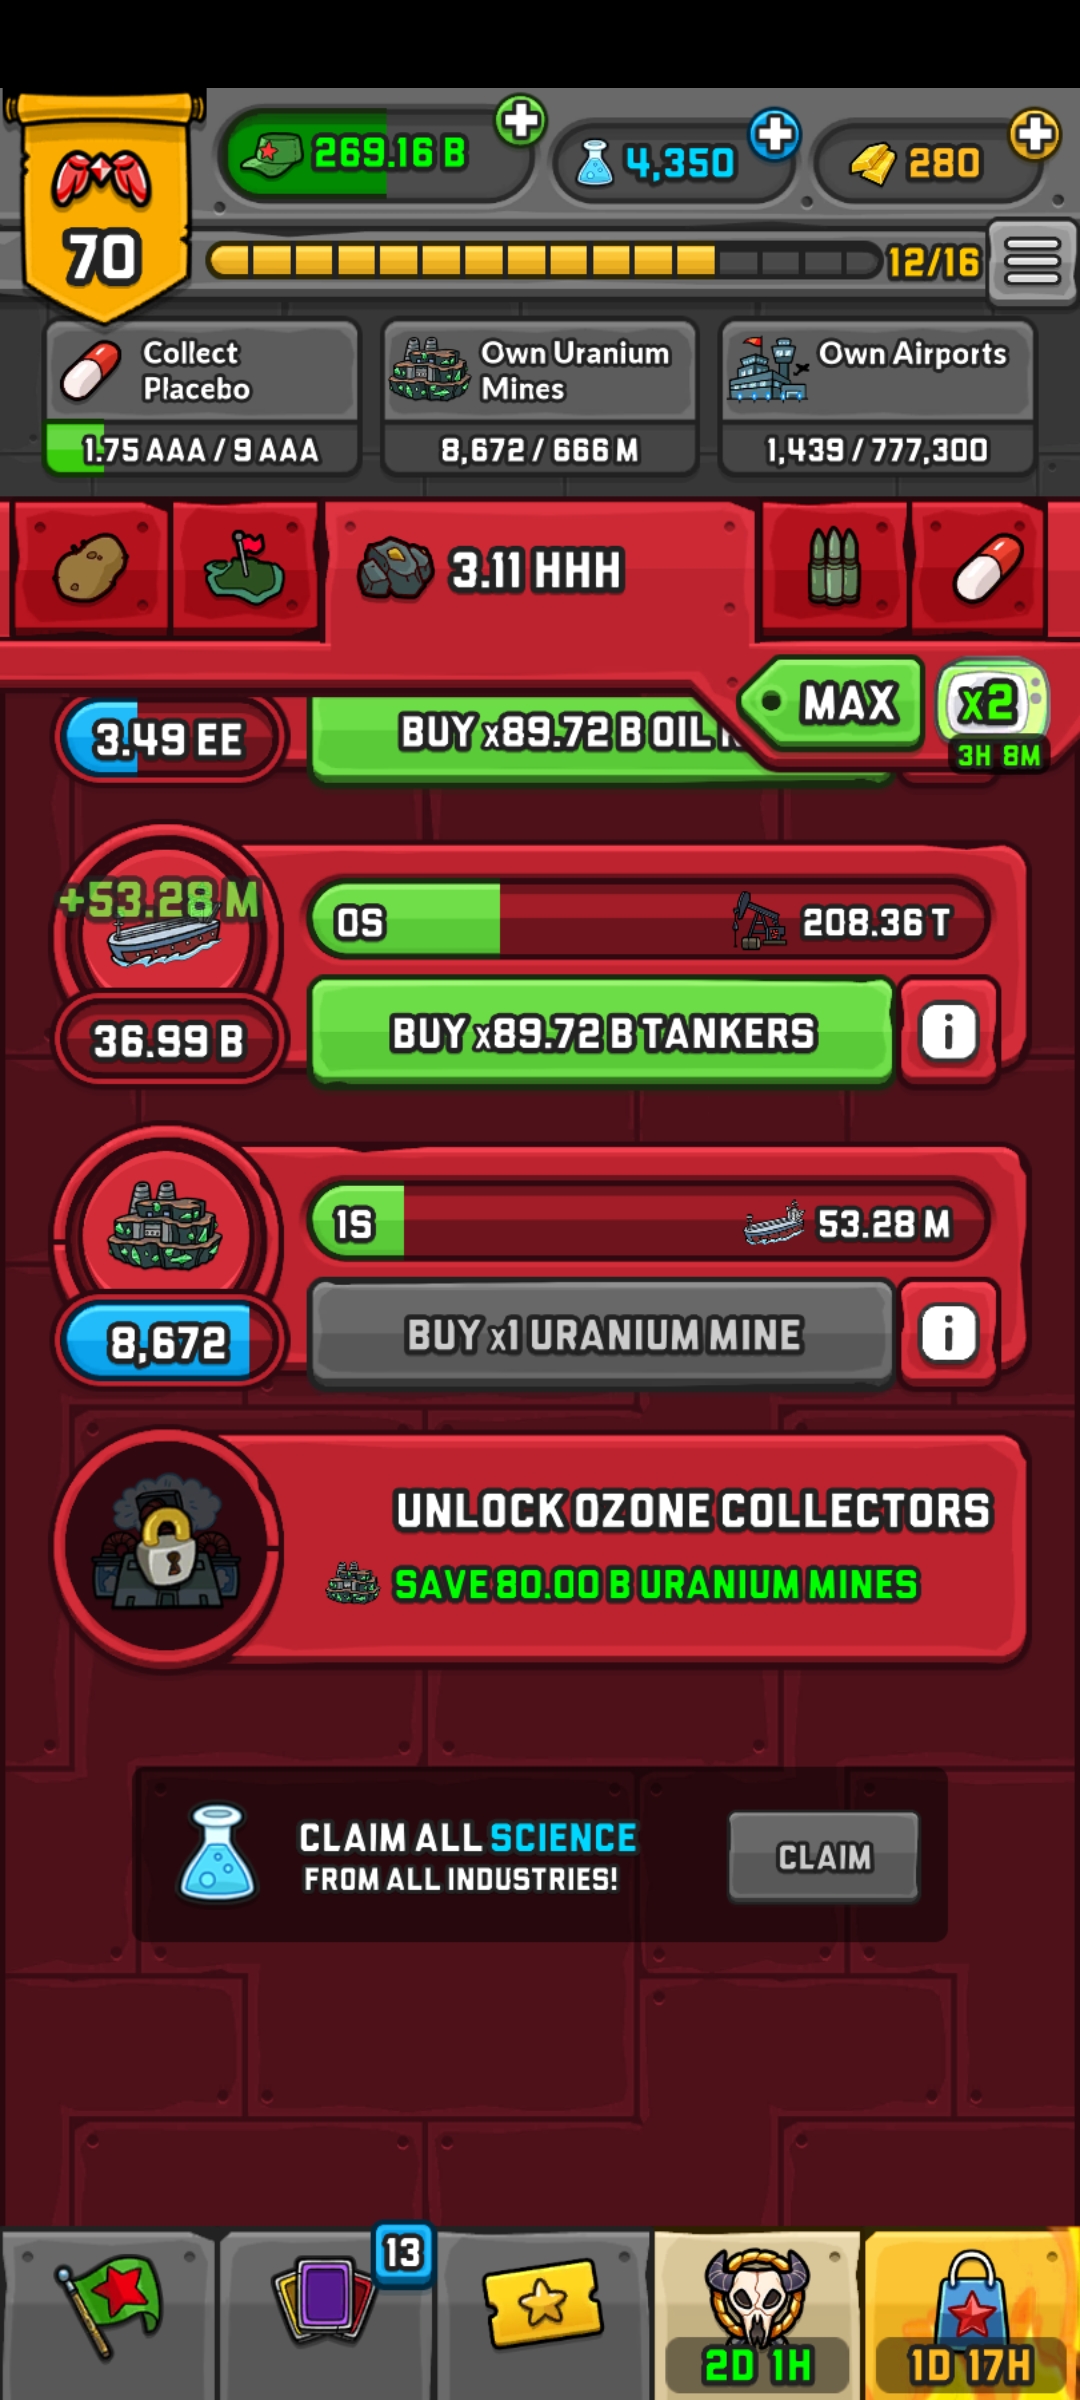 70
269.16 B
4,350
280
12/16
Collect
Placebo
1.75 AAA / 9 AAA
Own Uranium
Mines
8,672 / 666 M
Own Airports
1,439 / 777,300
3.11 HHH
MAX
x2
3H 8M
3.49 EE
BUY x89.72 B OIL
+53.28 M
0S
208.36 T
36.99 B
BUY x89.72 B TANKERS
i
1S
53.28 M
8,672
BUY x1 URANIUM MINE
i
UNLOCK OZONE COLLECTORS
SAVE 80.00 B URANIUM MINES
CLAIM ALL SCIENCE
FROM ALL INDUSTRIES!
CLAIM
13
2D 1H
1D 17H